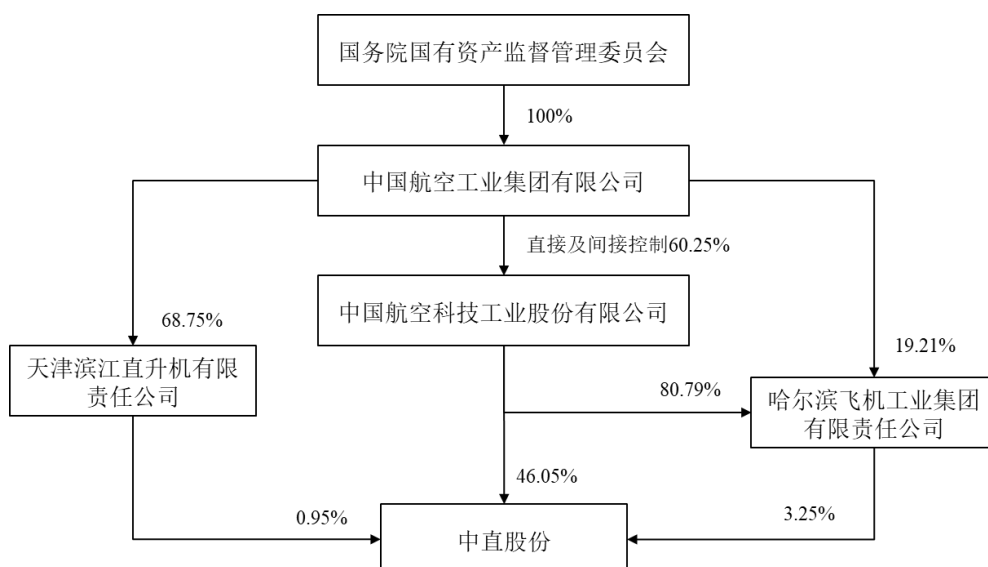 国务院国有资产监督管理委员会
100%
中国航空工业集团有限公司
直接及间接控制60.25%
中国航空科技工业股份有限公司
68.75%
19.21%
天津滨江直升机有限
责任公司
80.79%
哈尔滨飞机工业集团
有限责任公司
46.05%
0.95%
3.25%
中直股份